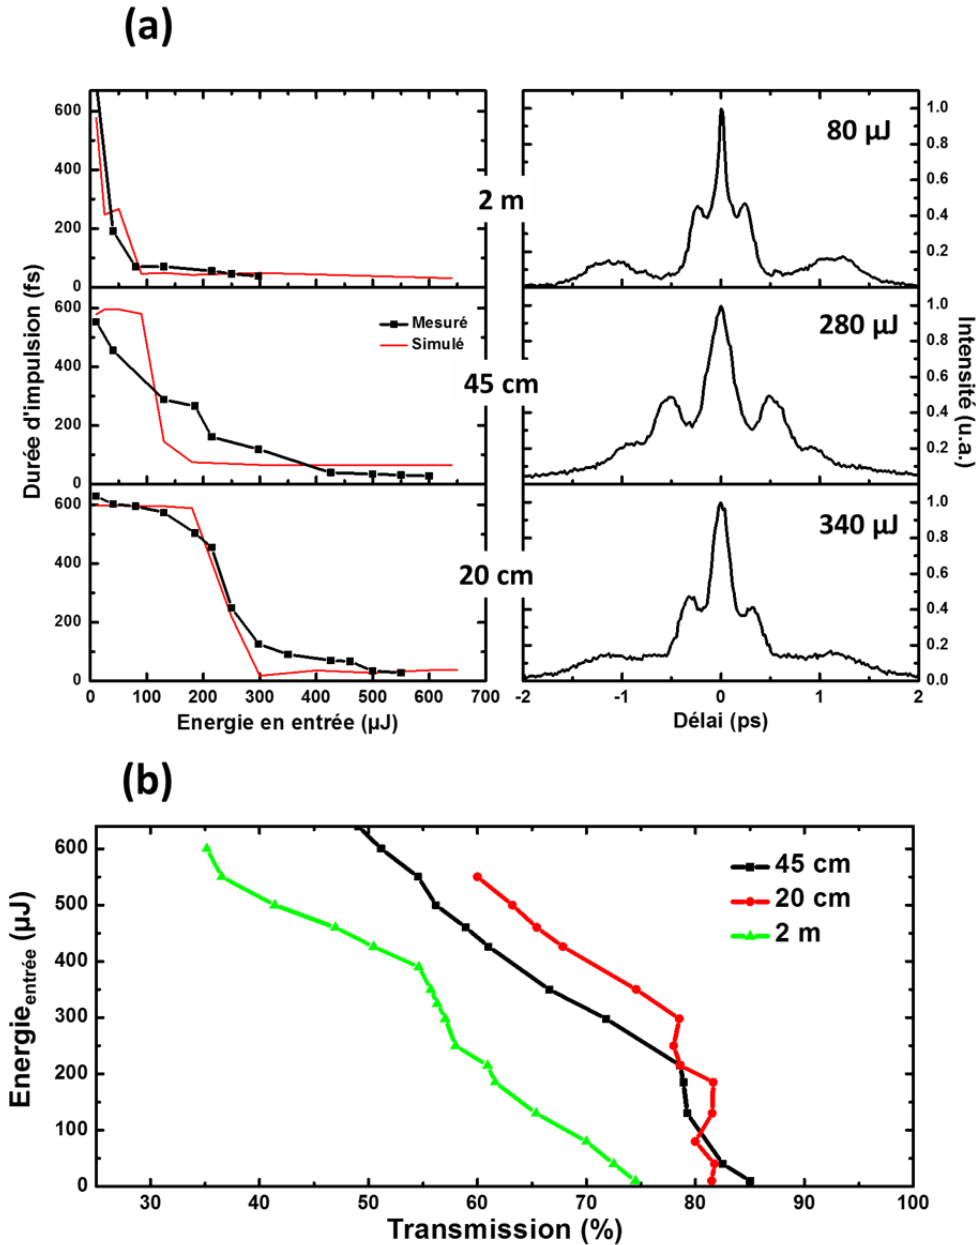 (a)
600
400
200
0
2 m
80 µJ
1.0
0.8
0.6
0.4
0.2
600
400
200
0
Mesuré
Simulé
45 cm
280 µJ
1.0
0.8
0.6
0.4
0.2
600
400
200
0
20 cm
340 µJ
1.0
0.8
0.6
0.4
0.2
0.0
Durée d'impulsion (fs)
Intensité (u.a.)
0 100 200 300 400 500 600 700
Energie en entrée (µJ)
-2 -1 0 1 2
Délai (ps)
(b)
600
500
400
300
200
100
0
Energie entrée (µJ)
45 cm
20 cm
2 m
30 40 50 60 70 80 90 100
Transmission (%)